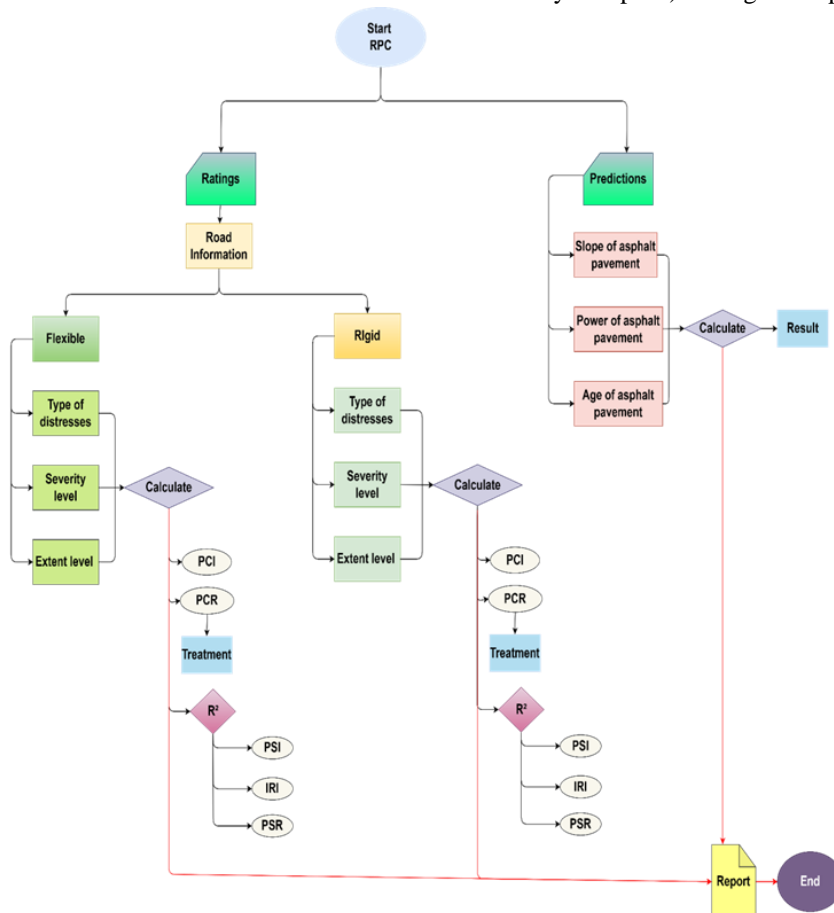 Start
RPC
Ratings
Predictions
Road
Information
Slope of asphalt
pavement
Flexible
RIgid
Power of asphalt
pavement
Calculate
Result
Type of
distresses
Type of
distresses
Age of asphalt
pavement
Severity
level
Calculate
Severity
level
Calculate
Extent level
Extent level
PCI
PCI
PCR
PCR
Treatment
Treatment
R²
R²
PSI
PSI
IRI
IRI
PSR
PSR
Report
End